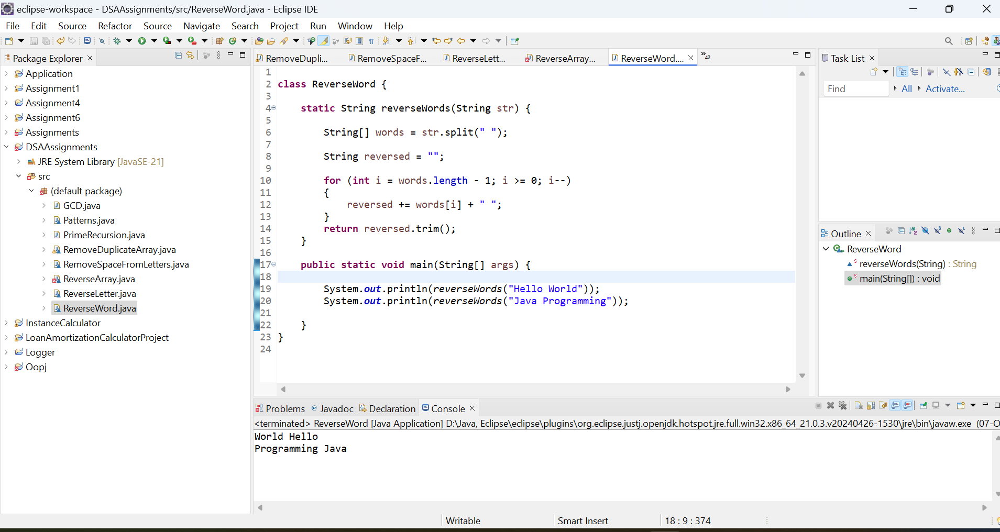 eclipse-workspace - DSAAssignments/src/ReverseWord.java - Eclipse IDE
File Edit Source Refactor Source Navigate Search Project Run Window Help
Package Explorer
Application
Assignment1
Assignment4
Assignment6
Assignments
DSAAssignments
JRE System Library [JavaSE-21]
src
(default package)
GCD.java
Patterns.java
PrimeRecursion.java
RemoveDuplicateArray.java
RemoveSpaceFromLetters.java
ReverseArray.java
ReverseLetter.java
ReverseWord.java
InstanceCalculator
LoanAmortizationCalculatorProject
Logger
Oopj
RemoveDupli... RemoveSpaceF... ReverseLett... ReverseArray... ReverseWord.... »42
1
2 class ReverseWord {
3
4 static String reverseWords(String str) {
5
6 String[] words = str.split(" ");
7
8 String reversed = "";
9
10 for (int i = words.length - 1; i >= 0; i--)
11 {
12 reversed += words[i] + " ";
13 }
14 return reversed.trim();
15 }
16
17 public static void main(String[] args) {
18
19 System.out.println(reverseWords("Hello World"));
20 System.out.println(reverseWords("Java Programming"));
21
22 }
23 }
24
Task List
Find All Activate...
Outline
ReverseWord
reverseWords(String) : String
main(String[]) : void
Problems Javadoc Declaration Console
<terminated> ReverseWord [Java Application] D:\Java, Eclipse\eclipse\plugins\org.eclipse.justj.openjdk.hotspot.jre.full.win32.x86_64_21.0.3.v20240426-1530\jre\bin\javaw.exe (07-O
World Hello
Programming Java
Writable Smart Insert 18 : 9 : 374